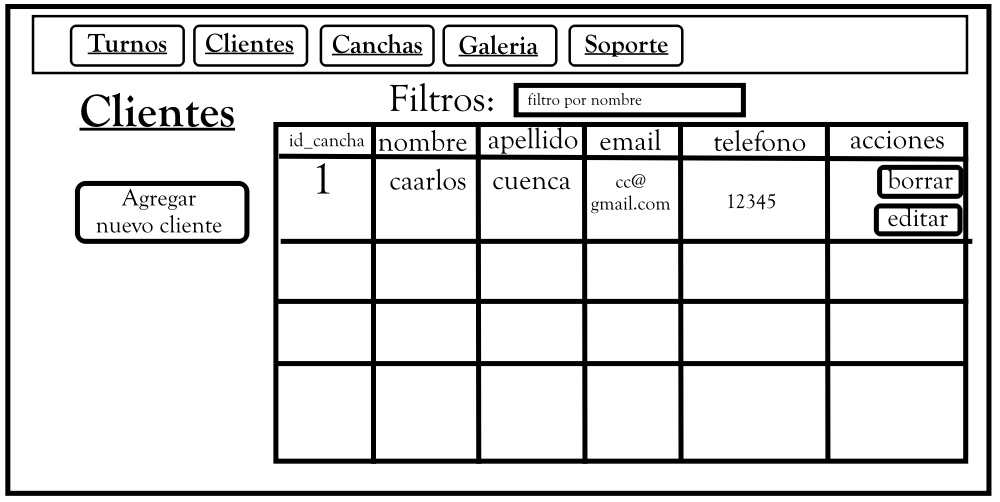 Turnos Clientes Canchas Galeria Soporte
Clientes
Filtros: filtro por nombre
id_cancha nombre apellido email telefono acciones
1 caarlos cuenca cc@ gmail.com 12345 borrar
editar
Agregar
nuevo cliente